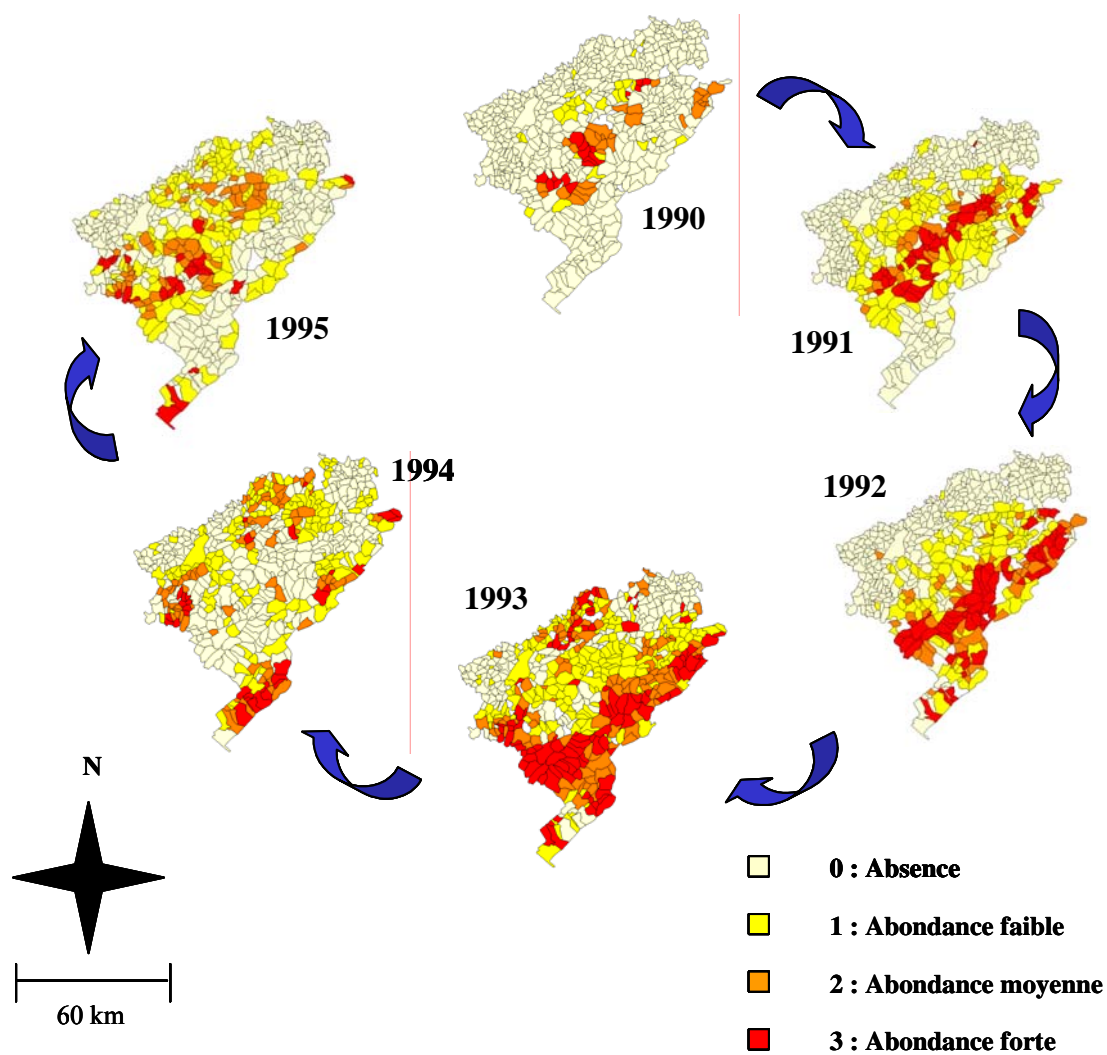 1990
1991
1995
1994
1992
1993
N
60 km
0 : Absence
1 : Abondance faible
2 : Abondance moyenne
3 : Abondance forte